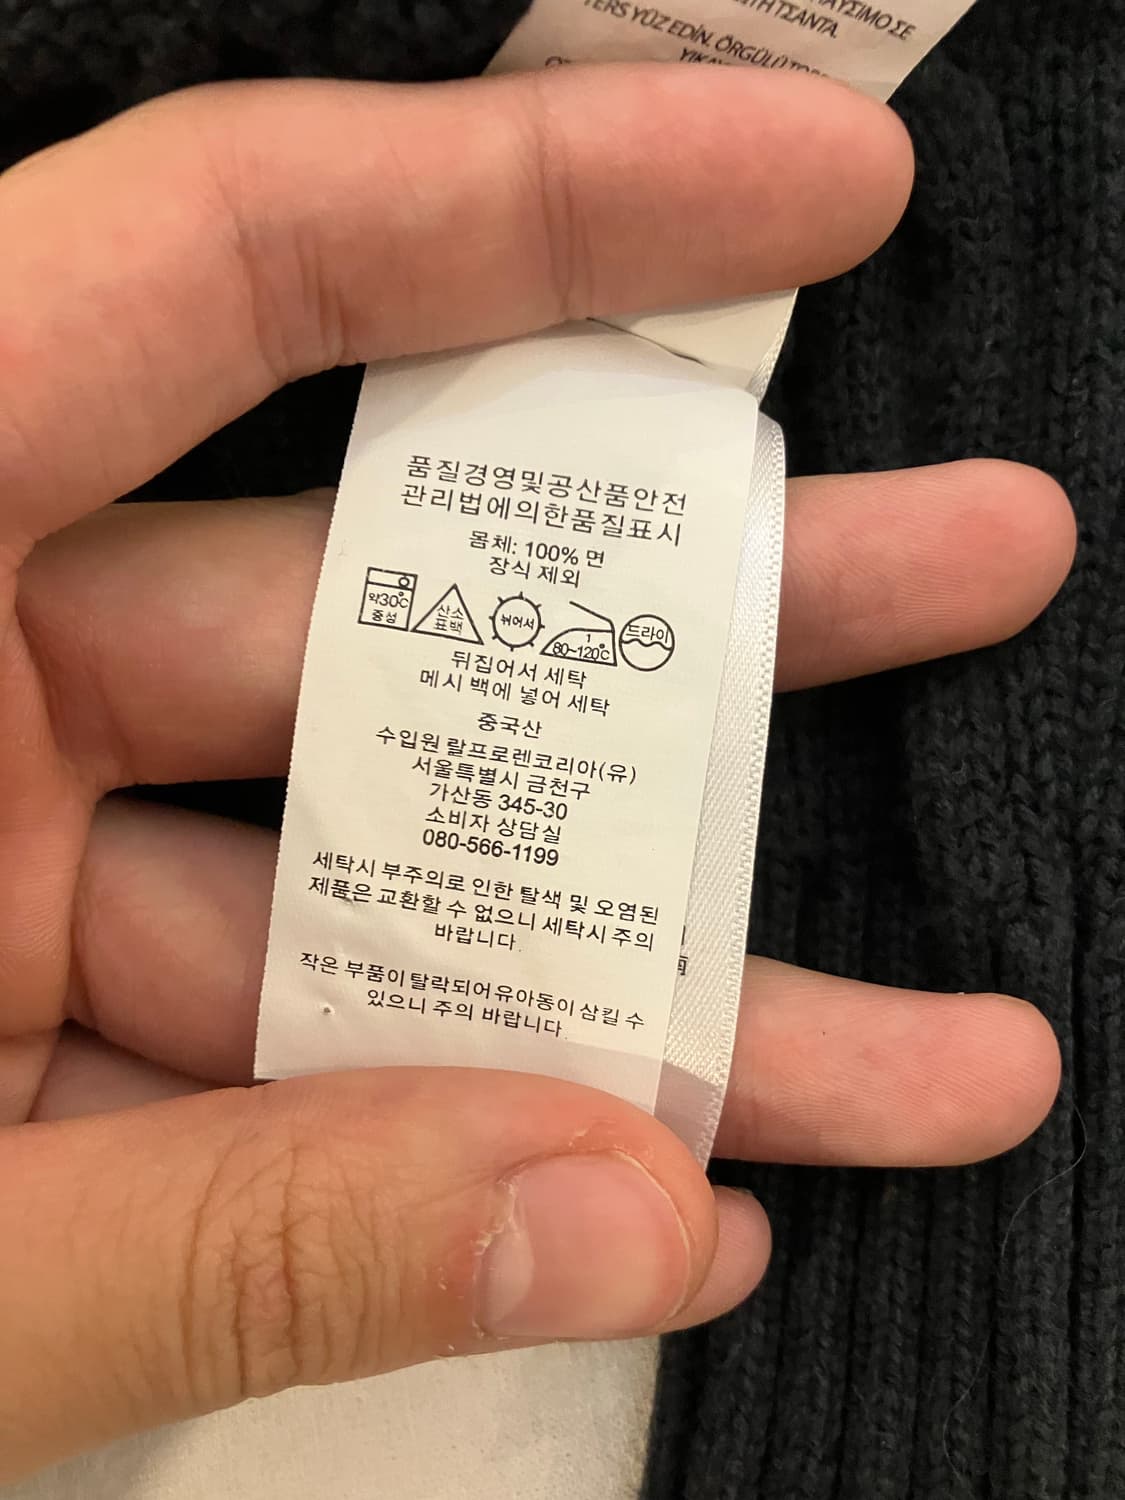 ΤΣΑΝΤΑ.
TERS YÜZ EDİN. ÖRGÜLÜ
품질경영및공산품안전
관리법에의한품질표시
몸체: 100% 면
장식 제외
약30℃
중성
산소
표백
뉘어서
80~120℃
드라이
뒤집어서 세탁
메시 백에 넣어 세탁
중국산
수입원 랄프로렌코리아(유)
서울특별시 금천구
가산동 345-30
소비자 상담실
080-566-1199
세탁시 부주의로 인한 탈색 및 오염된
제품은 교환할 수 없으니 세탁시 주의
바랍니다.
작은 부품이 탈락되어 유아동이 삼킬 수
있으니 주의 바랍니다.